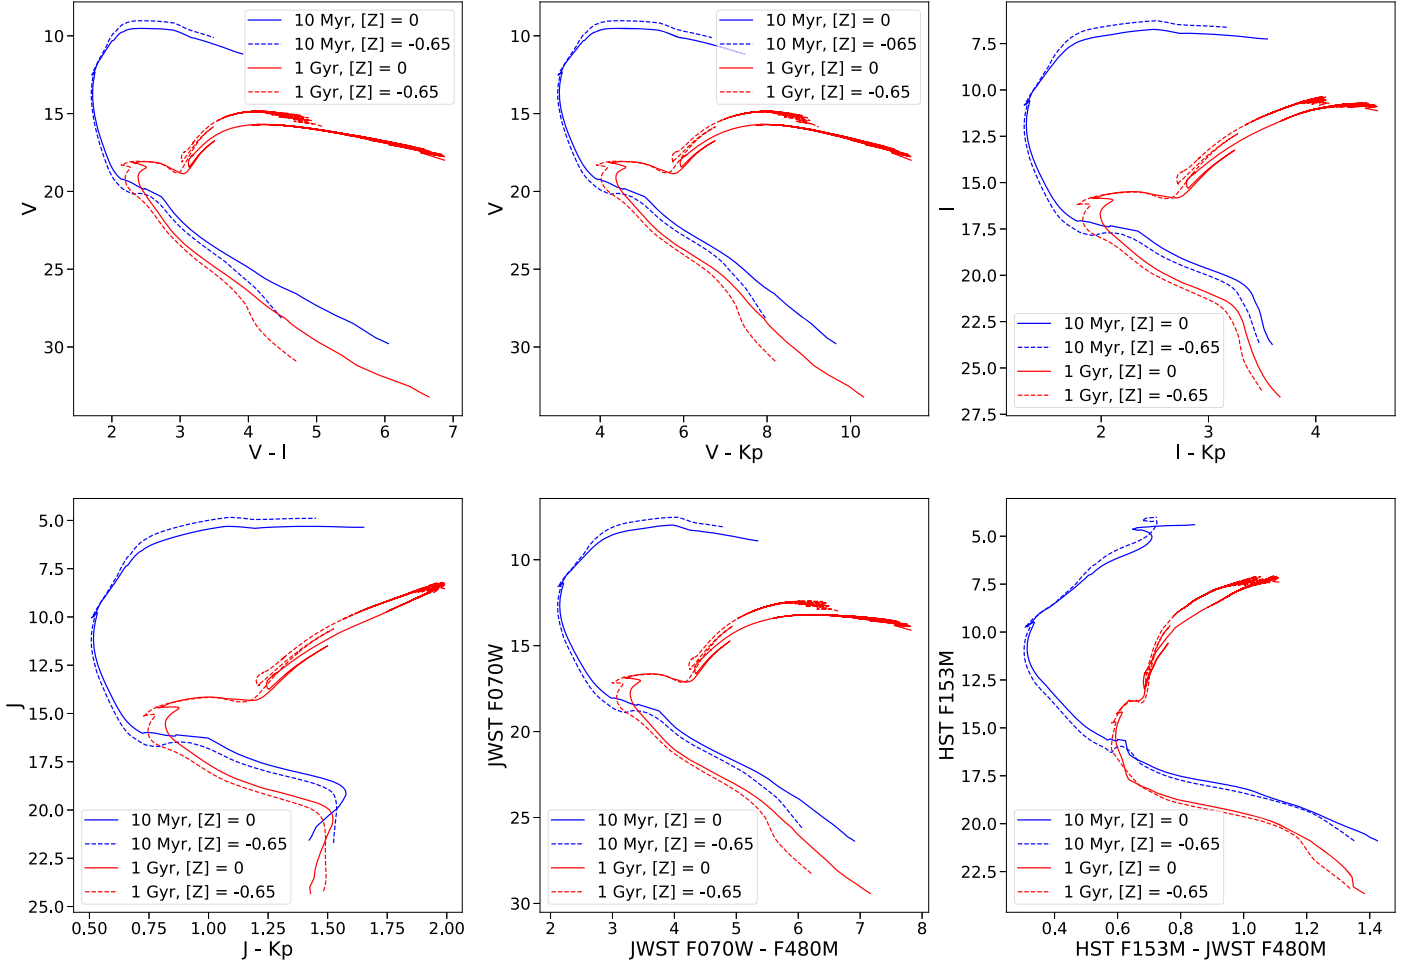 10 Myr, [Z] = 0
10 Myr, [Z] = -0.65
1 Gyr, [Z] = 0
1 Gyr, [Z] = -0.65
10
15
20
25
30
V
2 3 4 5 6 7
V - I
10 Myr, [Z] = 0
10 Myr, [Z] = -065
1 Gyr, [Z] = 0
1 Gyr, [Z] = -0.65
10
15
20
25
30
V
4 6 8 10
V - Kp
7.5
10.0
12.5
15.0
17.5
20.0
22.5
25.0
27.5
I
10 Myr, [Z] = 0
10 Myr, [Z] = -0.65
1 Gyr, [Z] = 0
1 Gyr, [Z] = -0.65
2 3 4
I - Kp
5.0
7.5
10.0
12.5
15.0
17.5
20.0
22.5
25.0
J
10 Myr, [Z] = 0
10 Myr, [Z] = -0.65
1 Gyr, [Z] = 0
1 Gyr, [Z] = -0.65
0.50 0.75 1.00 1.25 1.50 1.75 2.00
J - Kp
10
15
20
25
30
JWST F070W
10 Myr, [Z] = 0
10 Myr, [Z] = -0.65
1 Gyr, [Z] = 0
1 Gyr, [Z] = -0.65
2 3 4 5 6 7 8
JWST F070W - F480M
5.0
7.5
10.0
12.5
15.0
17.5
20.0
22.5
HST F153M
10 Myr, [Z] = 0
10 Myr, [Z] = -0.65
1 Gyr, [Z] = 0
1 Gyr, [Z] = -0.65
0.4 0.6 0.8 1.0 1.2 1.4
HST F153M - JWST F480M